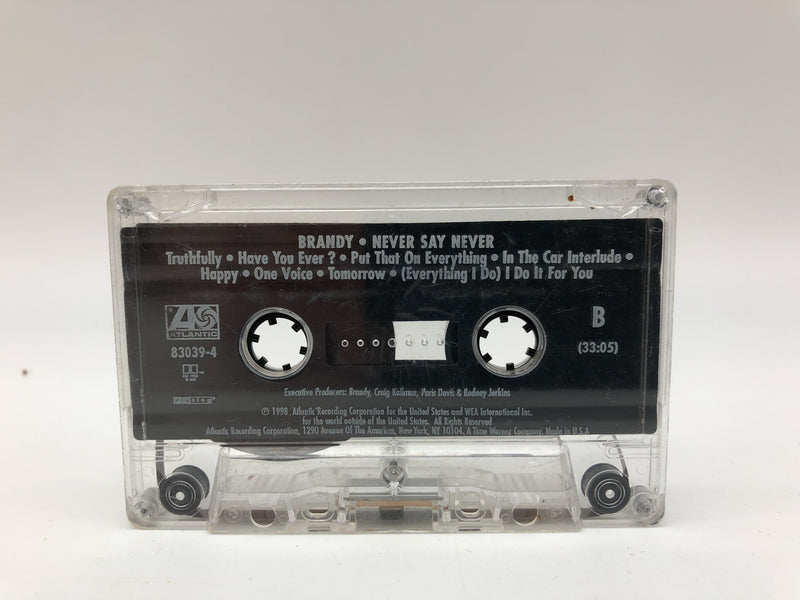 BRANDY • NEVER SAY NEVER
Truthfully • Have You Ever ? • Put That On Everything • In The Car Interlude •
Happy • One Voice • Tomorrow • (Everything I Do) I Do It For You
ATLANTIC
B
83039-4
(33:05)
Executive Producers: Brandy, Craig Kallman, Paris Davis & Rodney Jerkins
© 1998. Atlantic Recording Corporation for the United States and WEA International Inc.
for the world outside of the United States. All Rights Reserved
Atlantic Recording Corporation, 1290 Avenue Of The Americas, New York, NY 10104. A Time Warner Company. Made in U.S.A